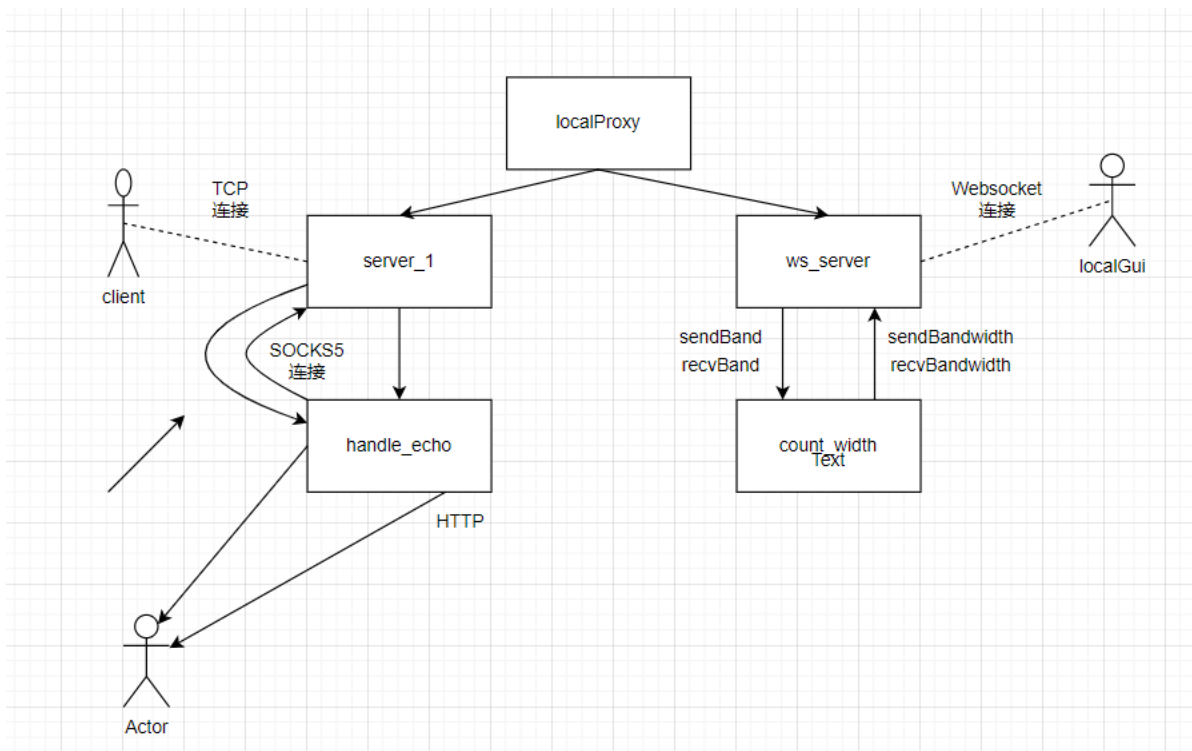 localProxy
TCP
连接
Websocket
连接
server_1
ws_server
client
localGui
sendBand
recvBand
sendBandwidth
recvBandwidth
SOCKS5
连接
handle_echo
count_width
Text
HTTP
Actor